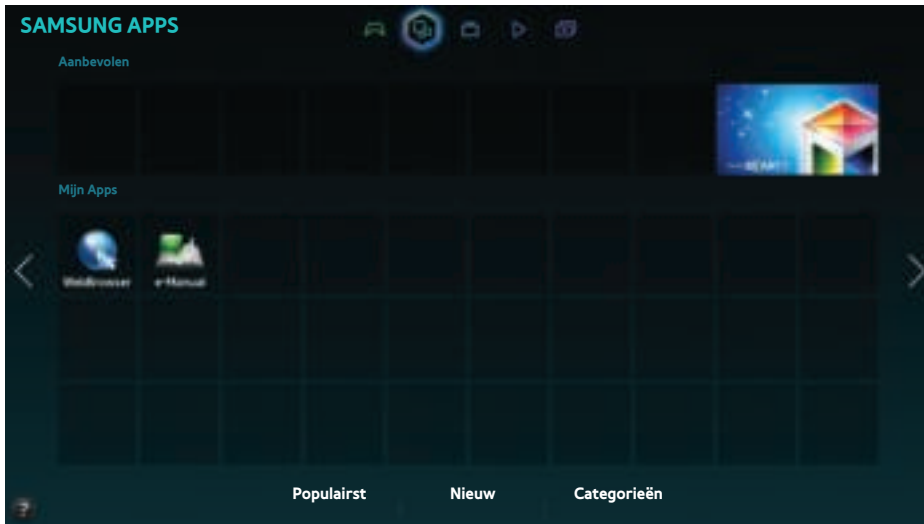 SAMSUNG APPS
Aanbevolen
Mijn Apps
WebBrowser
e-Manual
Populairst
Nieuw
Categorieën
?